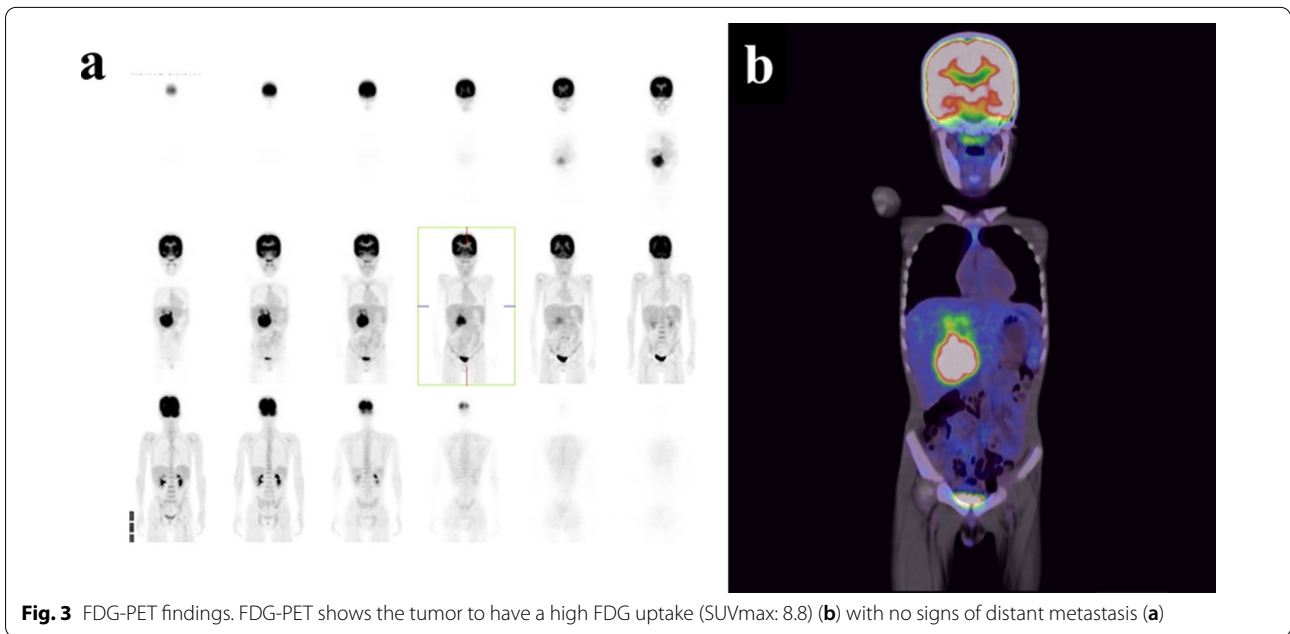 a
b
Fig. 3 FDG-PET findings. FDG-PET shows the tumor to have a high FDG uptake (SUVmax: 8.8) (b) with no signs of distant metastasis (a)